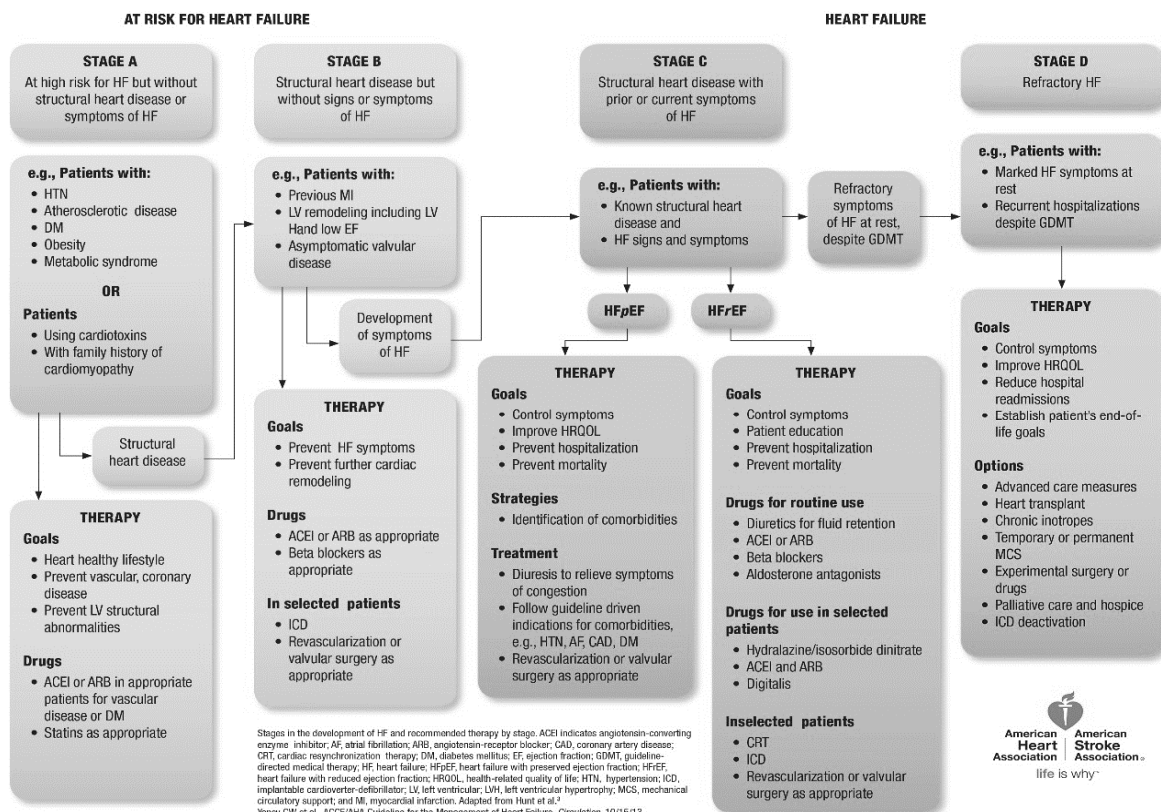 AT RISK FOR HEART FAILURE
HEART FAILURE
STAGE A
At high risk for HF but without
structural heart disease or
symptoms of HF
STAGE B
Structural heart disease but
without signs or symptoms
of HF
STAGE C
Structural heart disease with
prior or current symptoms
of HF
STAGE D
Refractory HF
e.g., Patients with:
• HTN
• Atherosclerotic disease
• DM
• Obesity
• Metabolic syndrome
OR
Patients
• Using cardiotoxins
• With family history of
cardiomyopathy
Structural
heart disease
THERAPY
Goals
• Heart healthy lifestyle
• Prevent vascular, coronary
disease
• Prevent LV structural
abnormalities
Drugs
• ACEI or ARB in appropriate
patients for vascular
disease or DM
• Statins as appropriate
e.g., Patients with:
• Previous MI
• LV remodeling including LV
Hand low EF
• Asymptomatic valvular
disease
Development
of symptoms
of HF
THERAPY
Goals
• Prevent HF symptoms
• Prevent further cardiac
remodeling
Drugs
• ACEI or ARB as appropriate
• Beta blockers as
appropriate
In selected patients
• ICD
• Revascularization or
valvular surgery as
appropriate
e.g., Patients with:
• Known structural heart
disease and
• HF signs and symptoms
Refractory
symptoms
of HF at rest,
despite GDMT
HFpEF
HFrEF
THERAPY
Goals
• Control symptoms
• Improve HRQOL
• Prevent hospitalization
• Prevent mortality
Strategies
• Identification of comorbidities
Treatment
• Diuresis to relieve symptoms
of congestion
• Follow guideline driven
indications for comorbidities,
e.g., HTN, AF, CAD, DM
• Revascularization or valvular
surgery as appropriate
THERAPY
Goals
• Control symptoms
• Patient education
• Prevent hospitalization
• Prevent mortality
Drugs for routine use
• Diuretics for fluid retention
• ACEI or ARB
• Beta blockers
• Aldosterone antagonists
Drugs for use in selected
patients
• Hydralazine/isosorbide dinitrate
• ACEI and ARB
• Digitalis
Inselected patients
• CRT
• ICD
• Revascularization or valvular
surgery as appropriate
e.g., Patients with:
• Marked HF symptoms at
rest
• Recurrent hospitalizations
despite GDMT
THERAPY
Goals
• Control symptoms
• Improve HRQOL
• Reduce hospital
readmissions
• Establish patient's end-of-
life goals
Options
• Advanced care measures
• Heart transplant
• Chronic inotropes
• Temporary or permanent
MCS
• Experimental surgery or
drugs
• Palliative care and hospice
• ICD deactivation
Stages in the development of HF and recommended therapy by stage. ACEI indicates angiotensin-converting
enzyme inhibitor; AF, atrial fibrillation; ARB, angiotensin-receptor blocker; CAD, coronary artery disease;
CRT, cardiac resynchronization therapy; DM, diabetes mellitus; EF, ejection fraction; GDMT, guideline-
directed medical therapy; HF, heart failure; HFpEF, heart failure with preserved ejection fraction; HFrEF,
heart failure with reduced ejection fraction; HRQOL, health-related quality of life; HTN, hypertension; ICD,
implantable cardioverter-defibrillator; LV, left ventricular; LVH, left ventricular hypertrophy; MCS, mechanical
circulatory support; and MI, myocardial infarction. Adapted from Hunt et al.
CW et al. ACCF/AHA Guideline for the Management of Heart Failure. Circulation. 10/15/13
American
Heart
Association
American
Stroke
Association®
life is why™